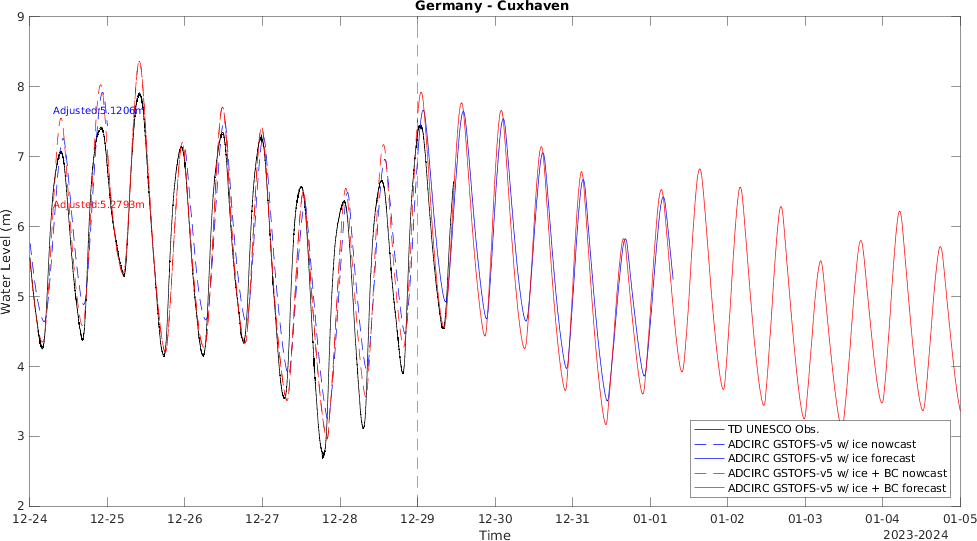 Germany - Cuxhaven
9
8
7
6
5
4
3
2
Water Level (m)
Adjusted:5.1206m
Adjusted:5.2793m
TD UNESCO Obs.
ADCIRC GSTOFS-v5 w/ ice nowcast
ADCIRC GSTOFS-v5 w/ ice forecast
ADCIRC GSTOFS-v5 w/ ice + BC nowcast
ADCIRC GSTOFS-v5 w/ ice + BC forecast
12-24 12-25 12-26 12-27 12-28 12-29 12-30 12-31 01-01 01-02 01-03 01-04 01-05
Time
2023-2024